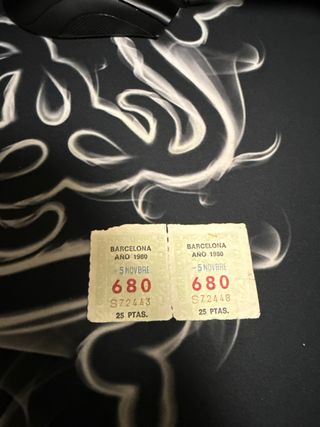 BARCELONA
AÑO 1980
-5 NOVBRE
680
S72443
25 PTAS.
BARCELONA
AÑO 1980
-5 NOVBRE
680
S72448
25 PTAS.